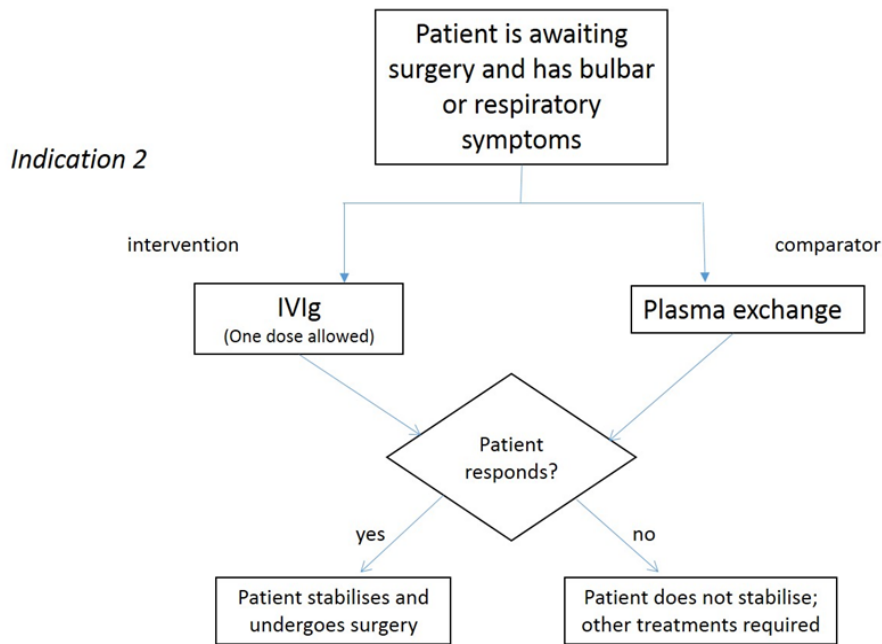 Patient is awaiting
surgery and has bulbar
or respiratory
symptoms
Indication 2
intervention
comparator
IVIg
(One dose allowed)
Plasma exchange
Patient
responds?
yes
no
Patient stabilises and
undergoes surgery
Patient does not stabilise;
other treatments required